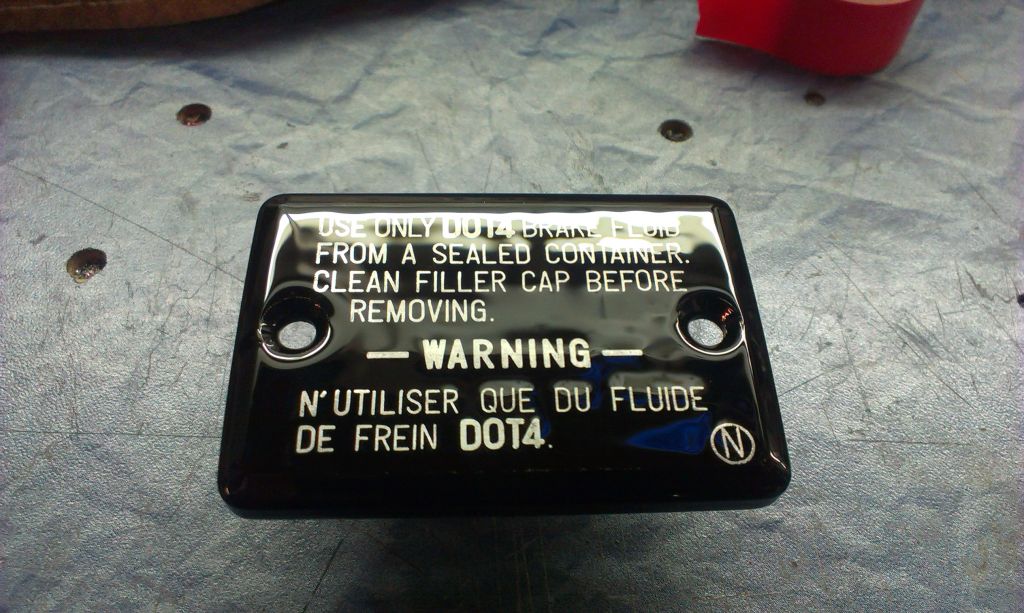 USE ONLY DOT4 BRAKE FLUID
FROM A SEALED CONTAINER.
CLEAN FILLER CAP BEFORE
REMOVING.
— WARNING —
N'UTILISER QUE DU FLUIDE
DE FREIN DOT4.
N